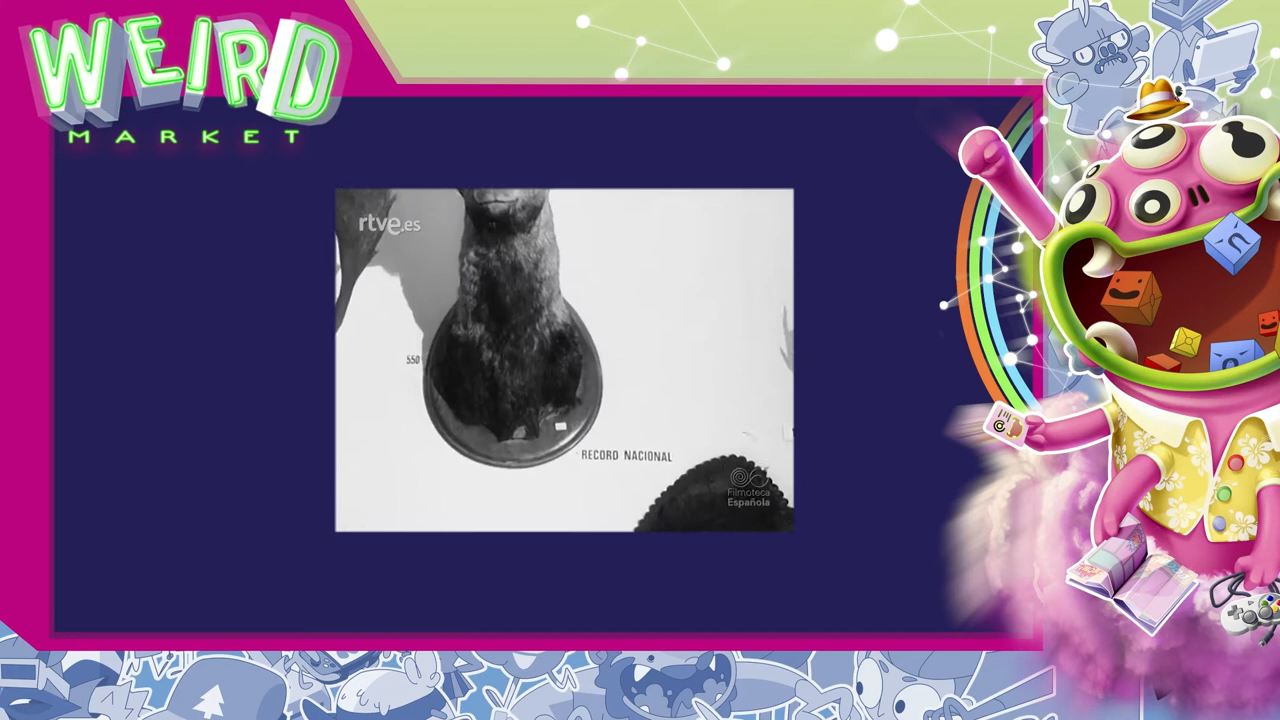 WEIRD
MARKET
rtve.es
550
RECORD NACIONAL
Filmoteca
Española